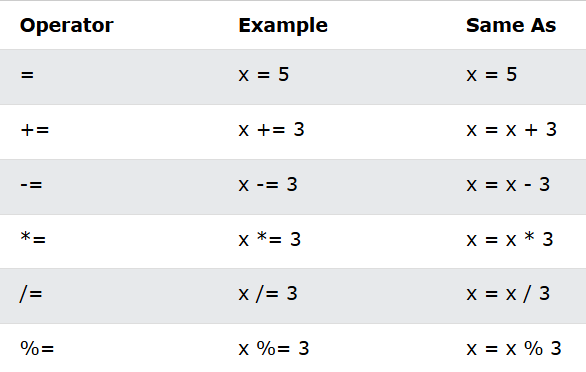 Operator Example Same As
= x = 5 x = 5
+= x += 3 x = x + 3
-= x -= 3 x = x - 3
*= x *= 3 x = x * 3
/= x /= 3 x = x / 3
%= x %= 3 x = x % 3